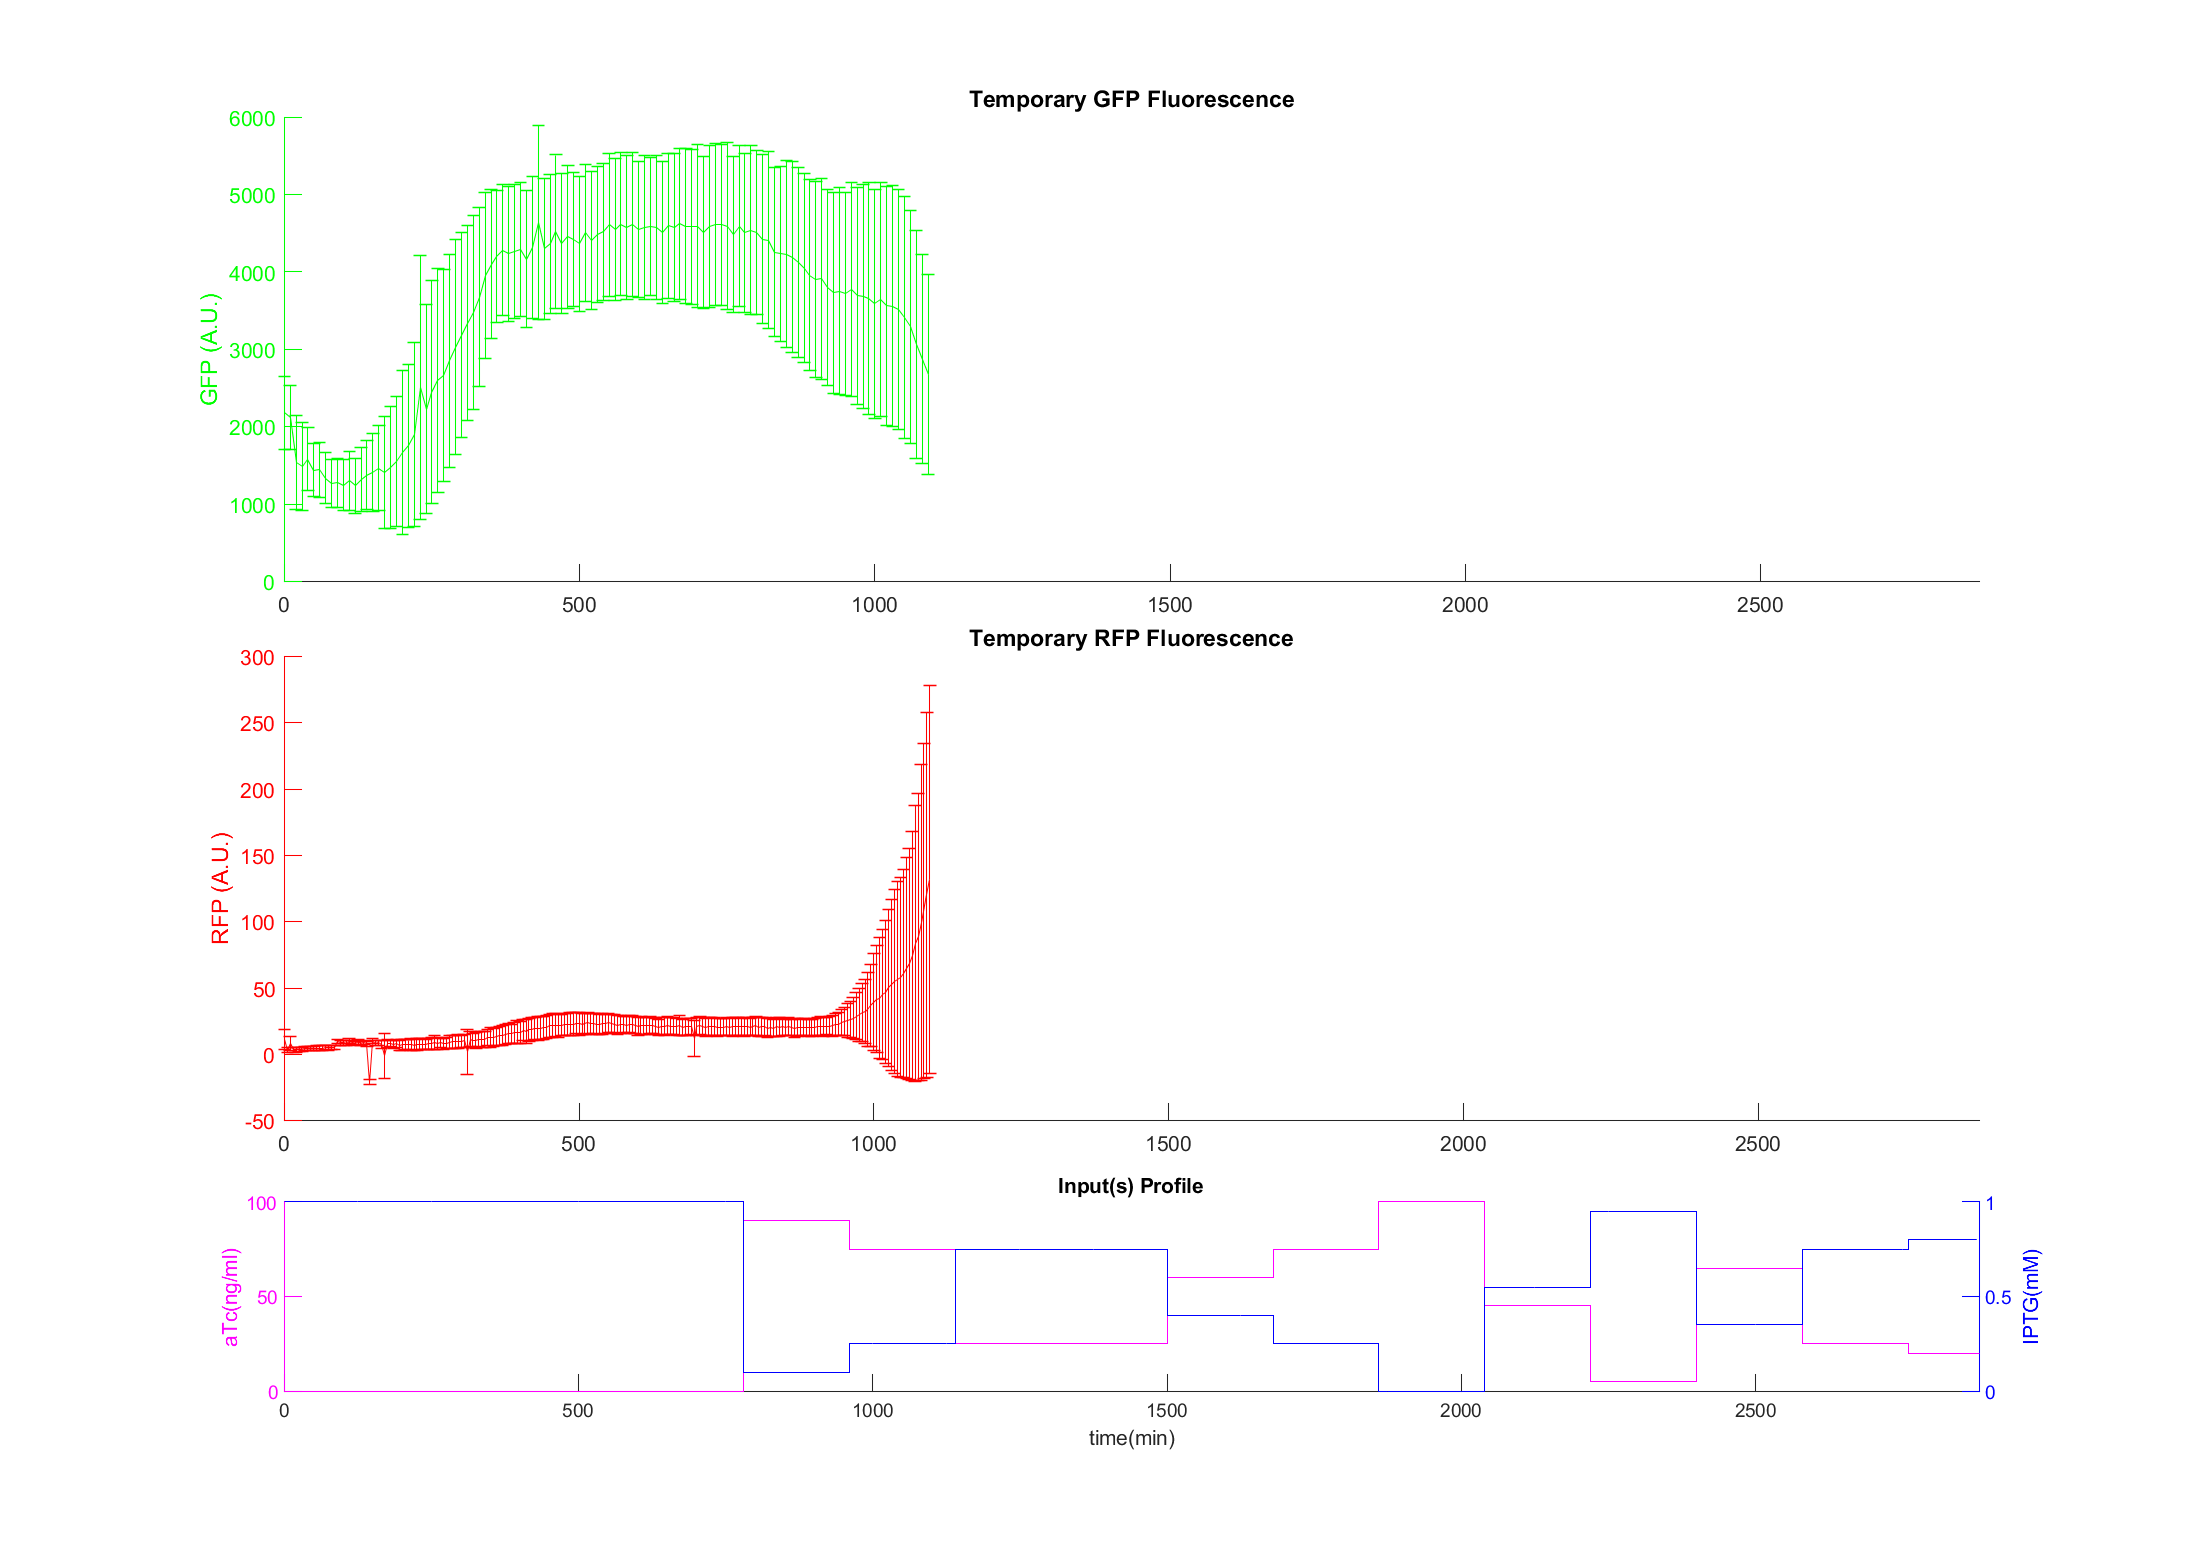 Temporary GFP Fluorescence
6000
5000
4000
3000
2000
1000
0
GFP (A.U.)
0 500 1000 1500 2000 2500
Temporary RFP Fluorescence
300
250
200
150
100
50
0
-50
RFP (A.U.)
0 500 1000 1500 2000 2500
Input(s) Profile
100
50
0
aTc(ng/ml)
1
0.5
0
IPTG(mM)
0 500 1000 1500 2000 2500
time(min)